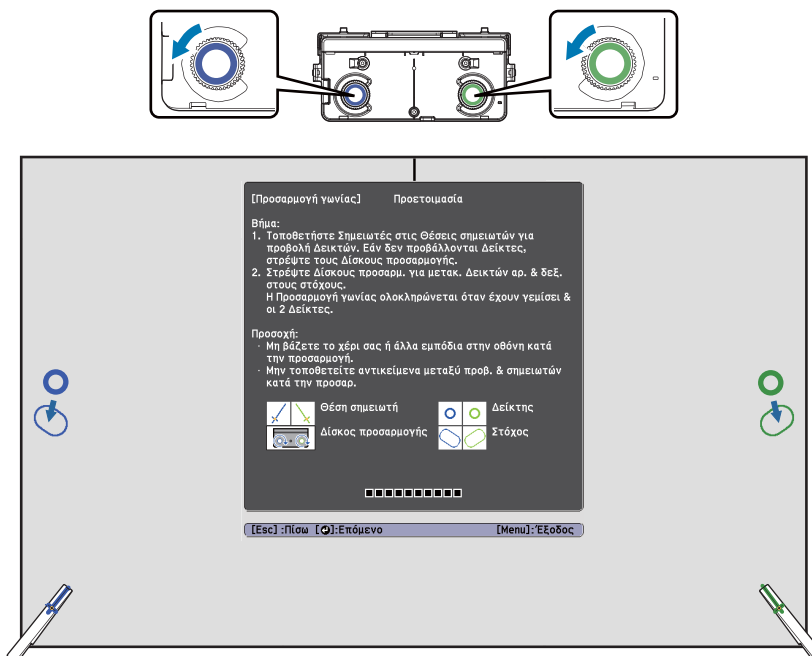 [Προσαρμογή γωνίας] Προετοιμασία
Βήμα:
1. Τοποθετήστε Σημειωτές στις Θέσεις σημειωτών για
προβολή Δεικτών. Εάν δεν προβάλλονται Δείκτες,
στρέψτε τους Δίσκους προσαρμογής.
2. Στρέψτε Δίσκους προσαρμ. για μετακ. Δεικτών αρ. & δεξ.
στους στόχους.
Η Προσαρμογή γωνίας ολοκληρώνεται όταν έχουν γεμίσει &
οι 2 Δείκτες.
Προσοχή:
· Μη βάζετε το χέρι σας ή άλλα εμπόδια στην οθόνη κατά
την προσαρμογή.
· Μην τοποθετείτε αντικείμενα μεταξύ προβ. & σημειωτών
κατά την προσαρ.
Θέση σημειωτή Δείκτης
Δίσκος προσαρμογής Στόχος
[Esc] :Πίσω [↵]:Επόμενο [Menu]:Έξοδος